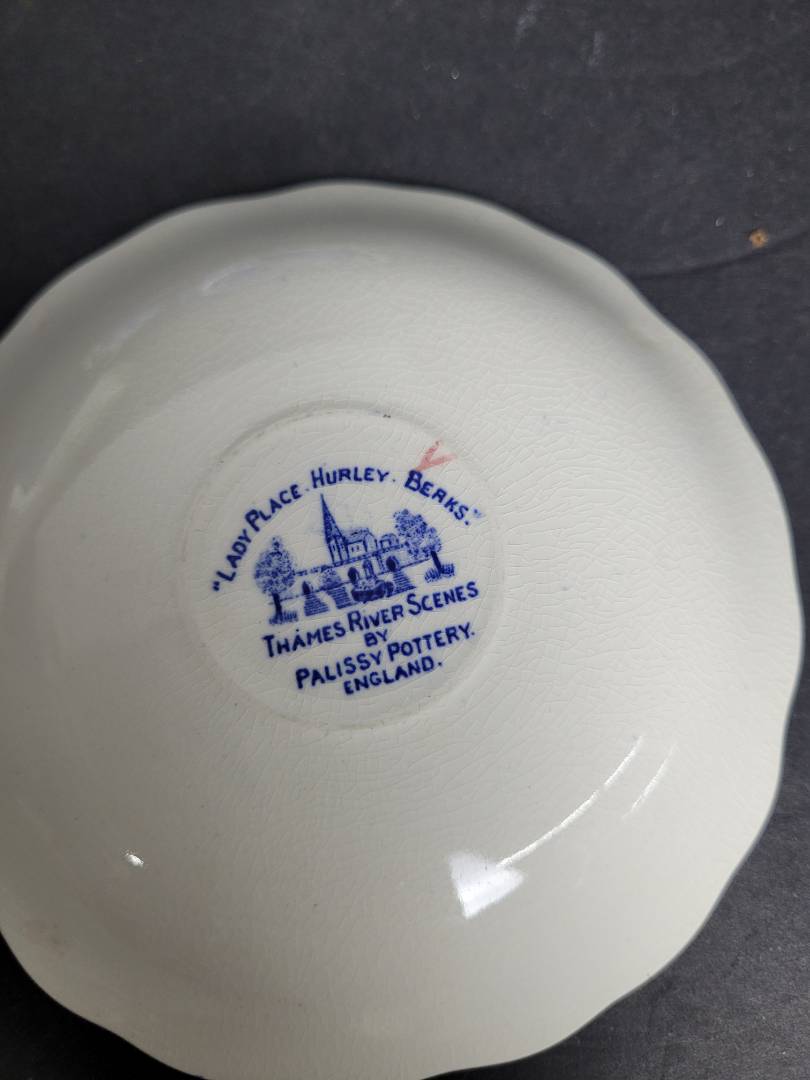 "LADY PLACE. HURLEY. BERKS."
THAMES RIVER SCENES
BY
PALISSY POTTERY.
ENGLAND.